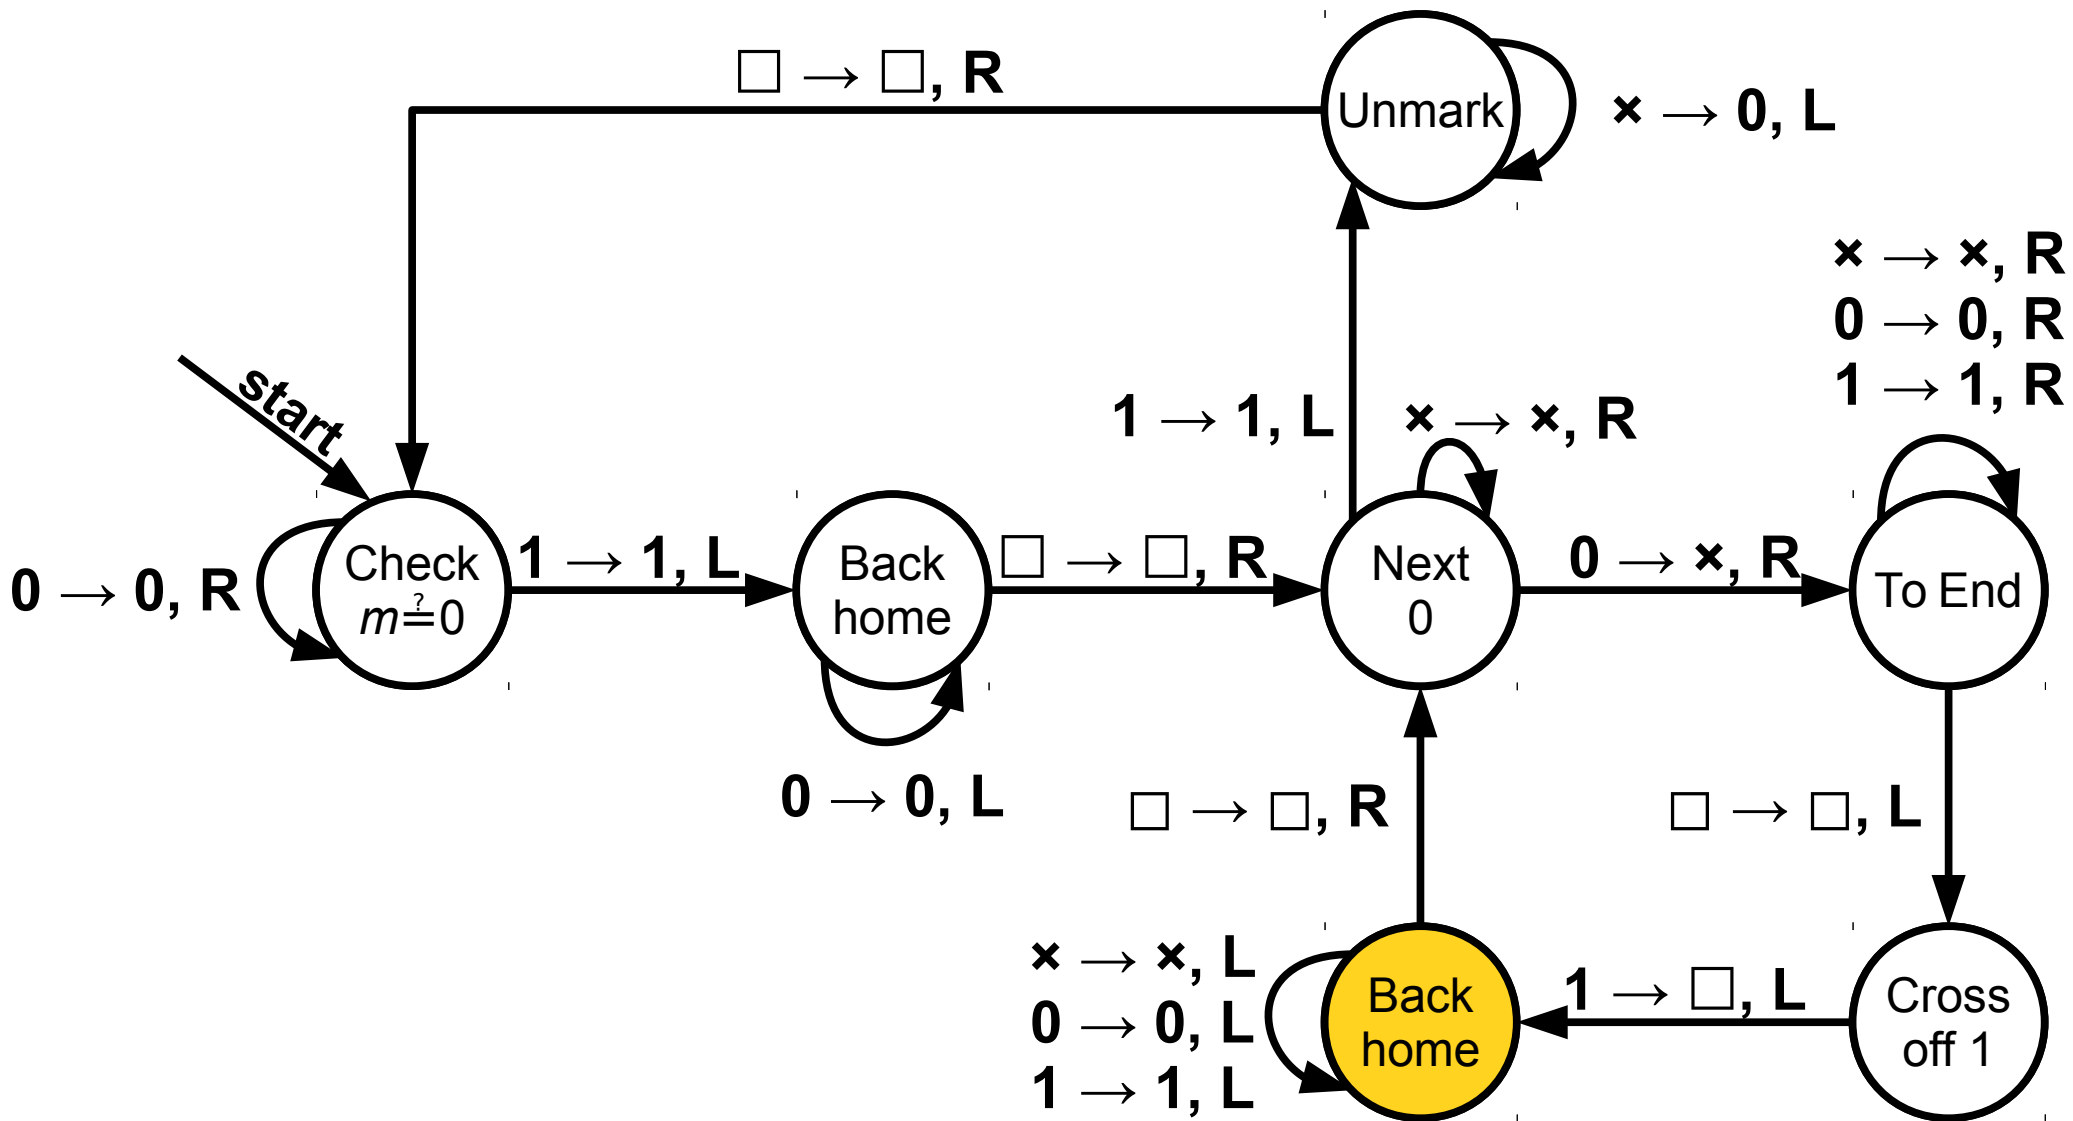 □ → □, R
Unmark
× → 0, L
× → ×, R
0 → 0, R
1 → 1, R
start
1 → 1, L
× → ×, R
0 → 0, R
Check
m≟0
1 → 1, L
Back
home
□ → □, R
Next
0
0 → ×, R
To End
0 → 0, L
□ → □, R
□ → □, L
× → ×, L
0 → 0, L
1 → 1, L
Back
home
1 → □, L
Cross
off 1